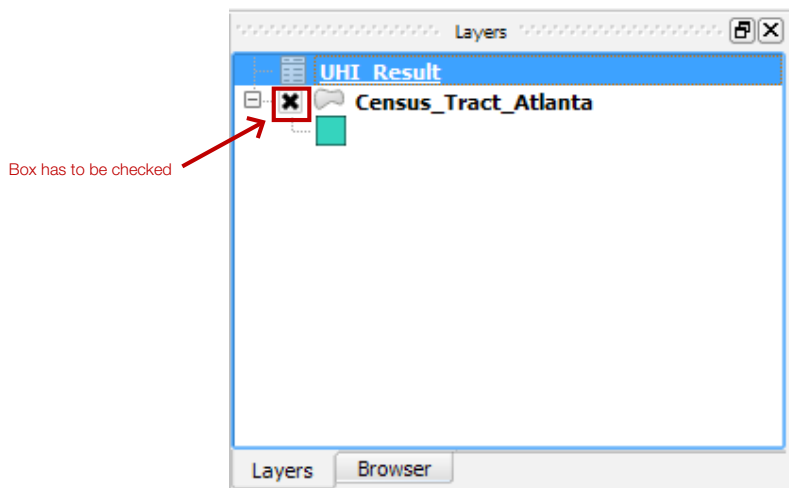 Layers
UHI_Result
Census_Tract_Atlanta
Box has to be checked
Layers
Browser